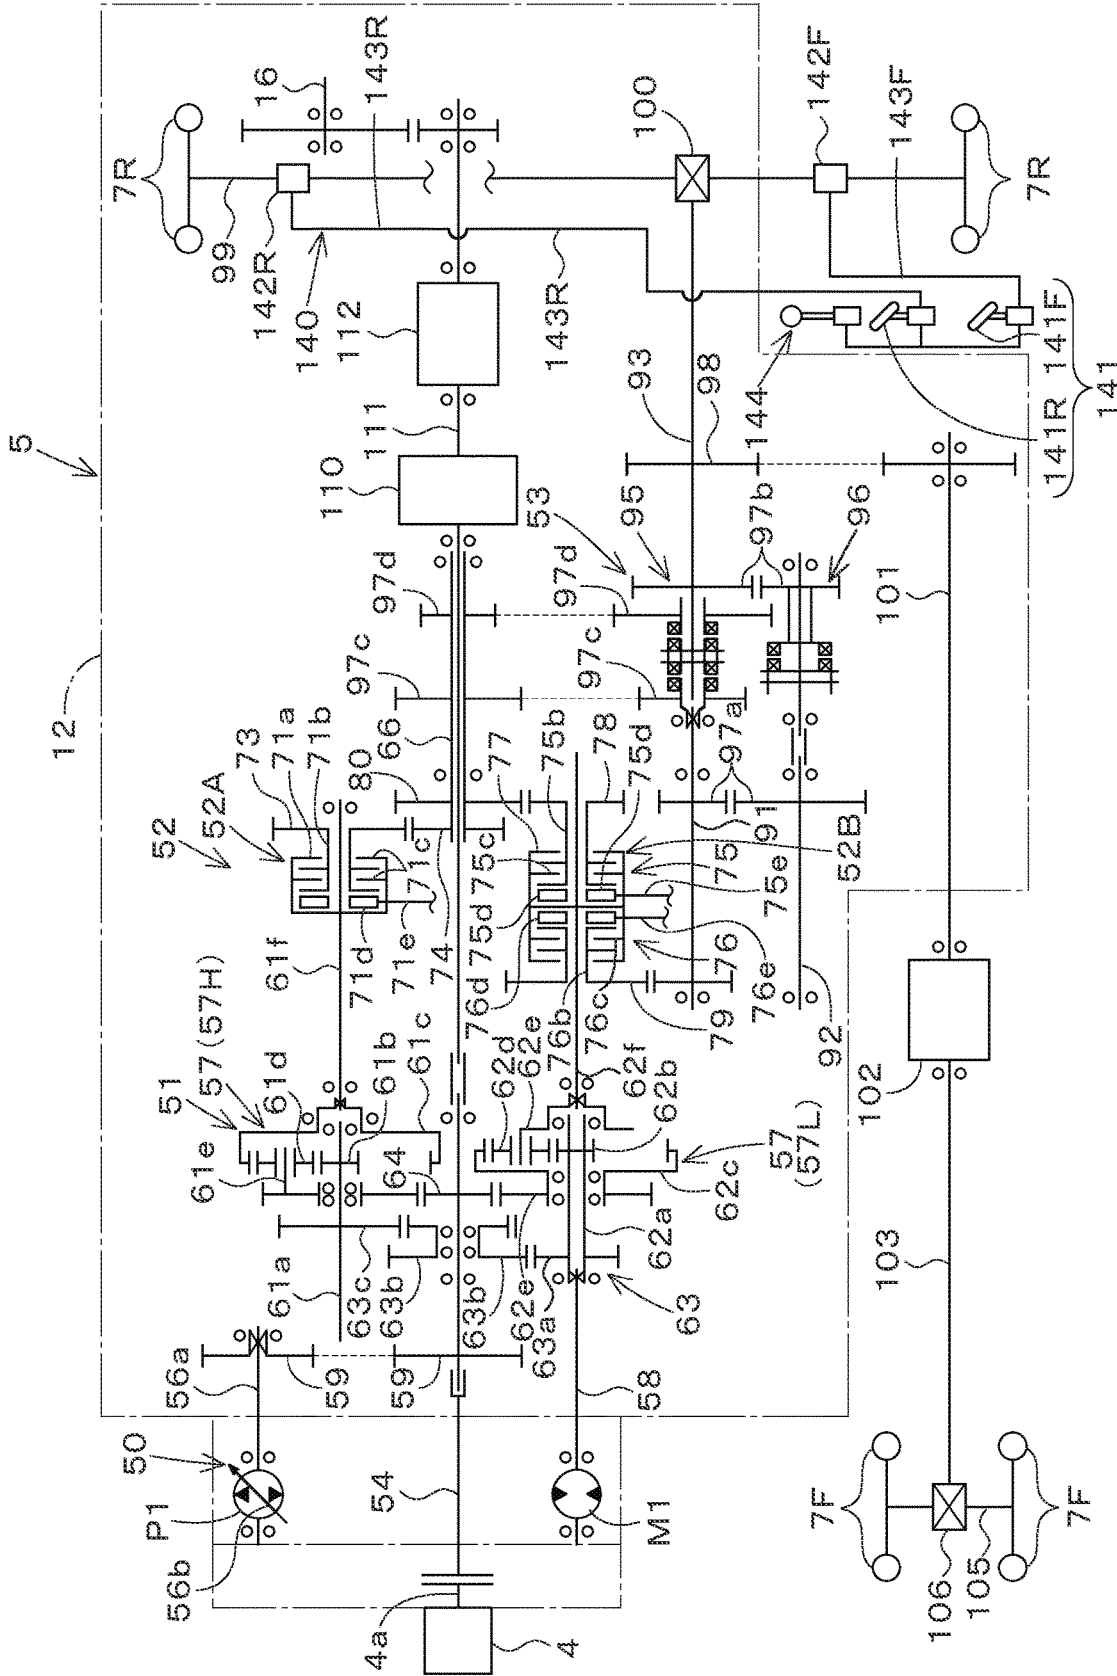 5
12
7R
99
142R
140
16
143R
112
143R
111
110
100
142F
143F
7R
144
141R
141F
141
93
98
53
95
97b
96
97d
97d
97c
97c
66
80
77
75b
78
75d
97a
91
52
52A
73
71a
71b
71c
71d
71e
74
75c
75d
76d
52B
75
75e
76
76e
76c
76b
79
92
101
102
103
61f
51
57(57H)
61d
61b
61c
61e
64
62d
62e
62f
62b
57
(57L)
62c
62a
63
61a
63c
63b
63b
62e
63a
56a
59
59
58
50
P1
56b
54
M1
4a
4
7F
106
105
7F